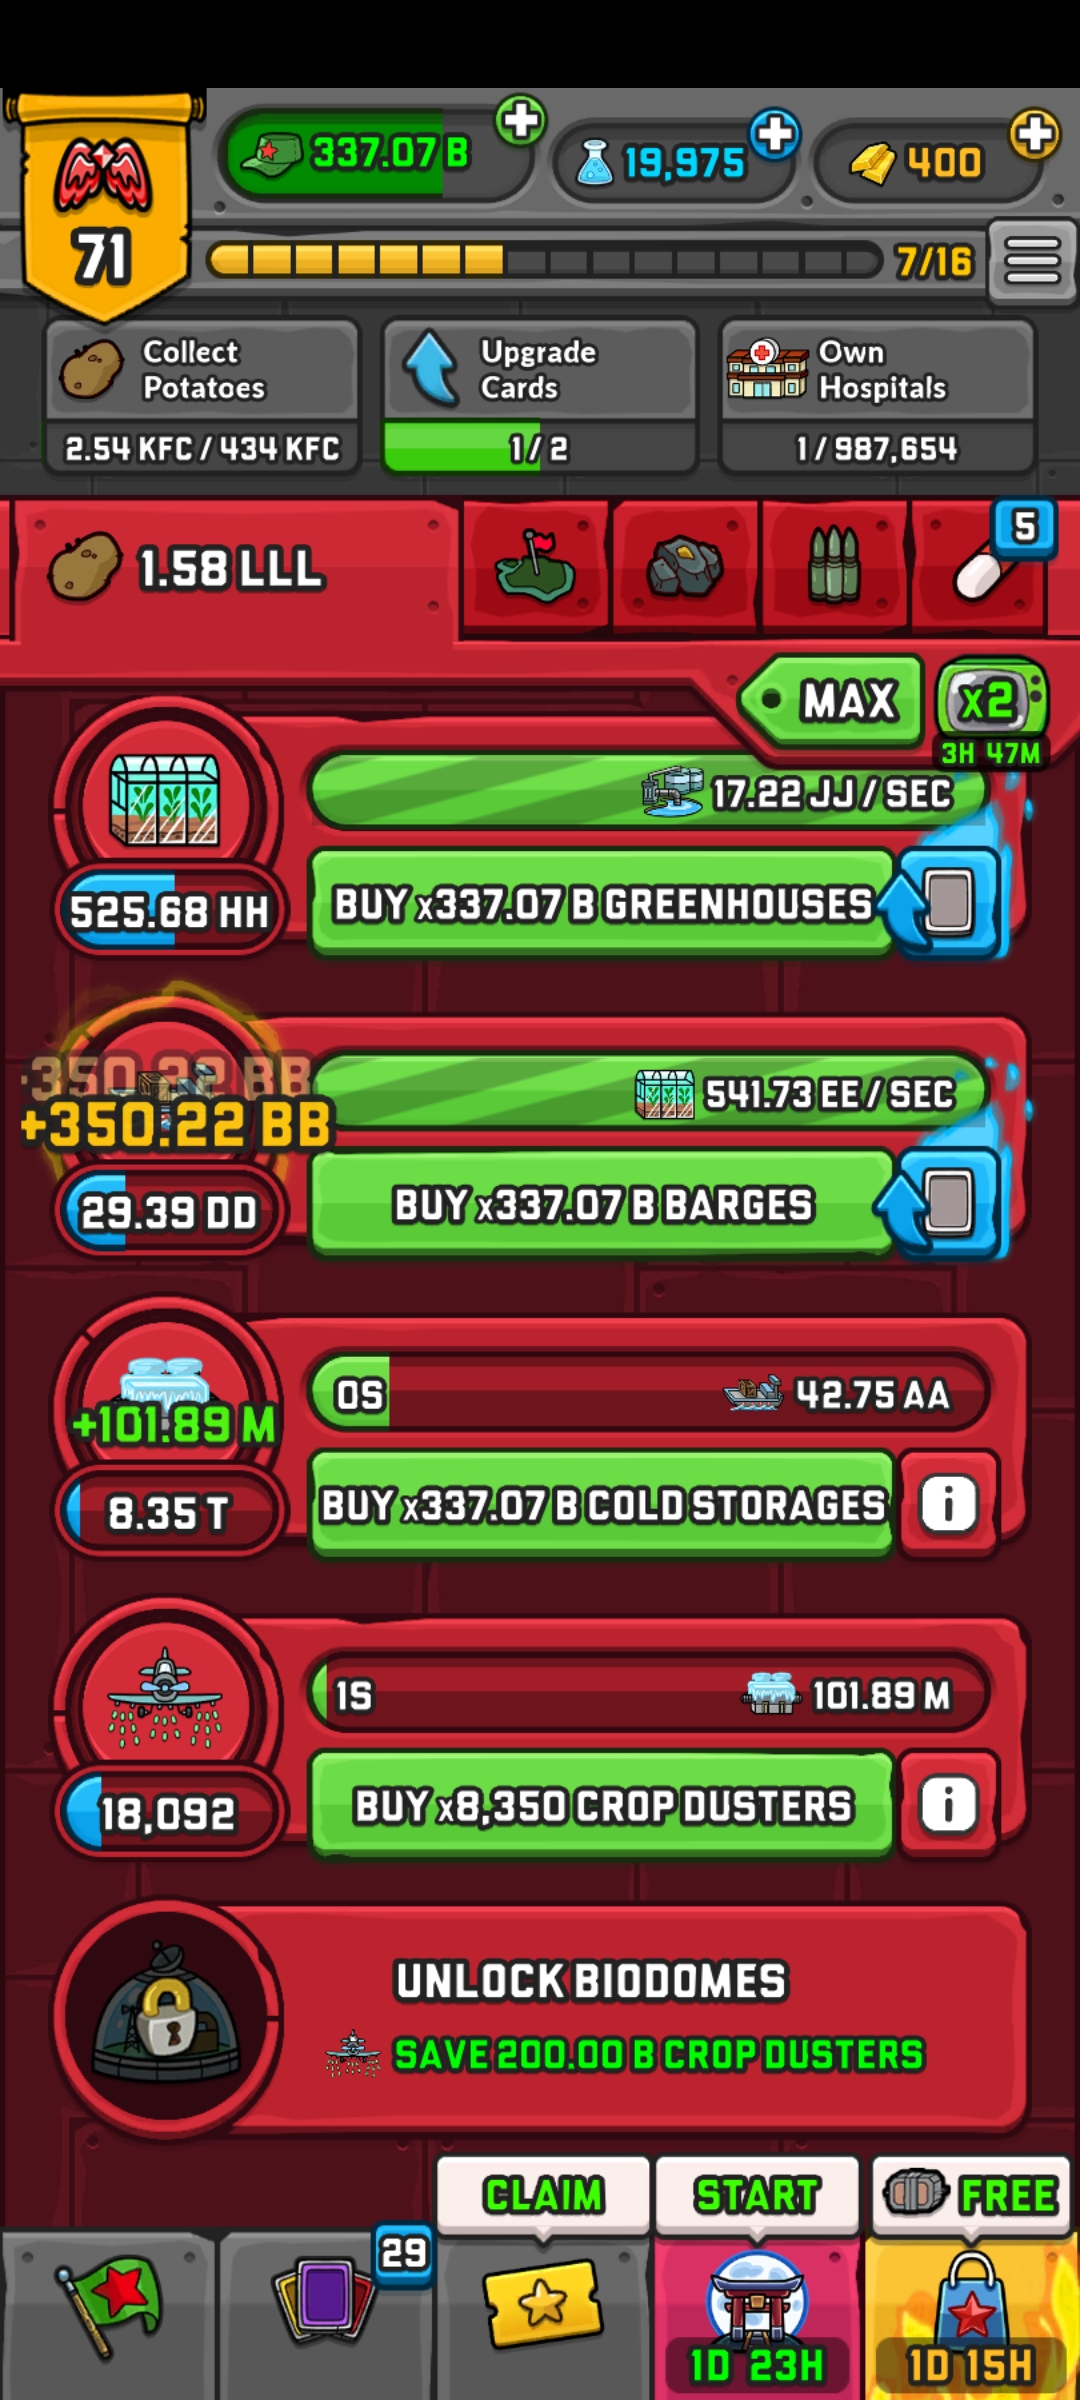 337.07 B
19,975
400
71
7/16
Collect
Potatoes
2.54 KFC / 434 KFC
Upgrade
Cards
1 / 2
Own
Hospitals
1 / 987,654
1.58 LLL
5
MAX
x2
3H 47M
17.22 JJ / SEC
525.68 HH
BUY x337.07 B GREENHOUSES
+350.22 BB
541.73 EE / SEC
29.39 DD
BUY x337.07 B BARGES
+101.89 M
0S
42.75 AA
8.35 T
BUY x337.07 B COLD STORAGES
i
1S
101.89 M
18,092
BUY x8,350 CROP DUSTERS
i
UNLOCK BIODOMES
SAVE 200.00 B CROP DUSTERS
CLAIM
START
FREE
29
1D 23H
1D 15H